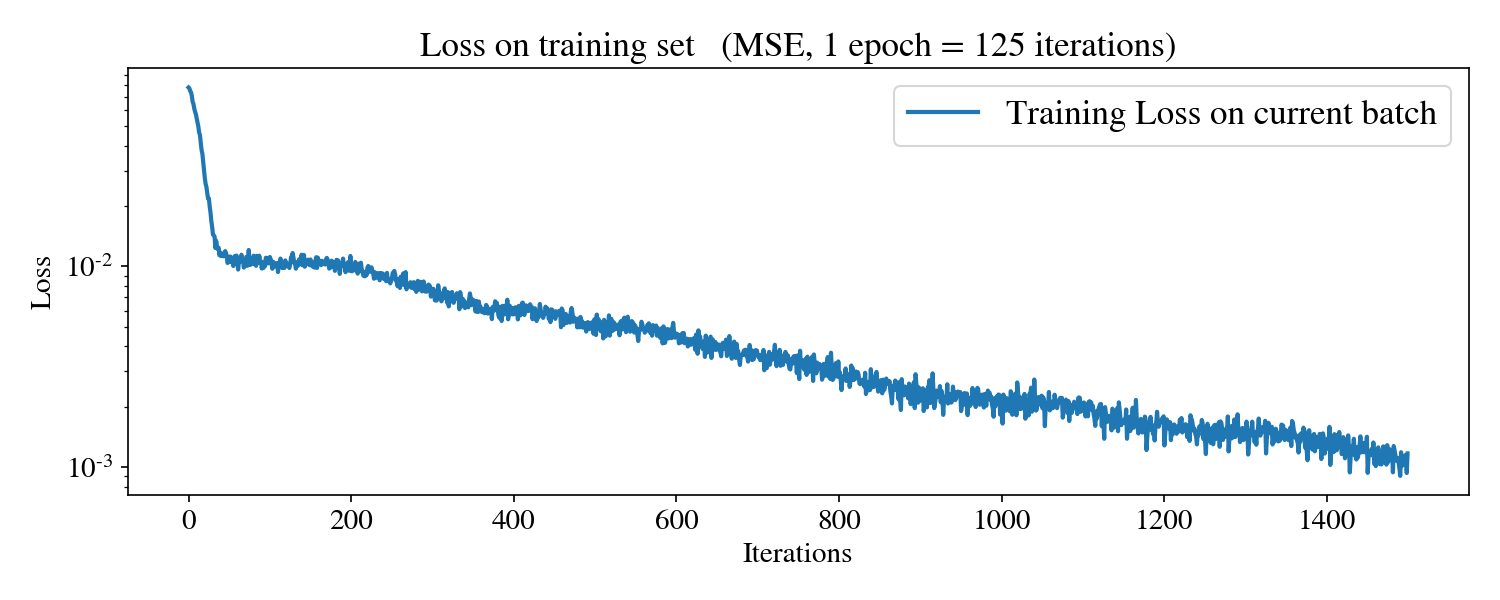 Loss on training set (MSE, 1 epoch = 125 iterations)
Training Loss on current batch
Loss
10⁻²
10⁻³
0 200 400 600 800 1000 1200 1400
Iterations